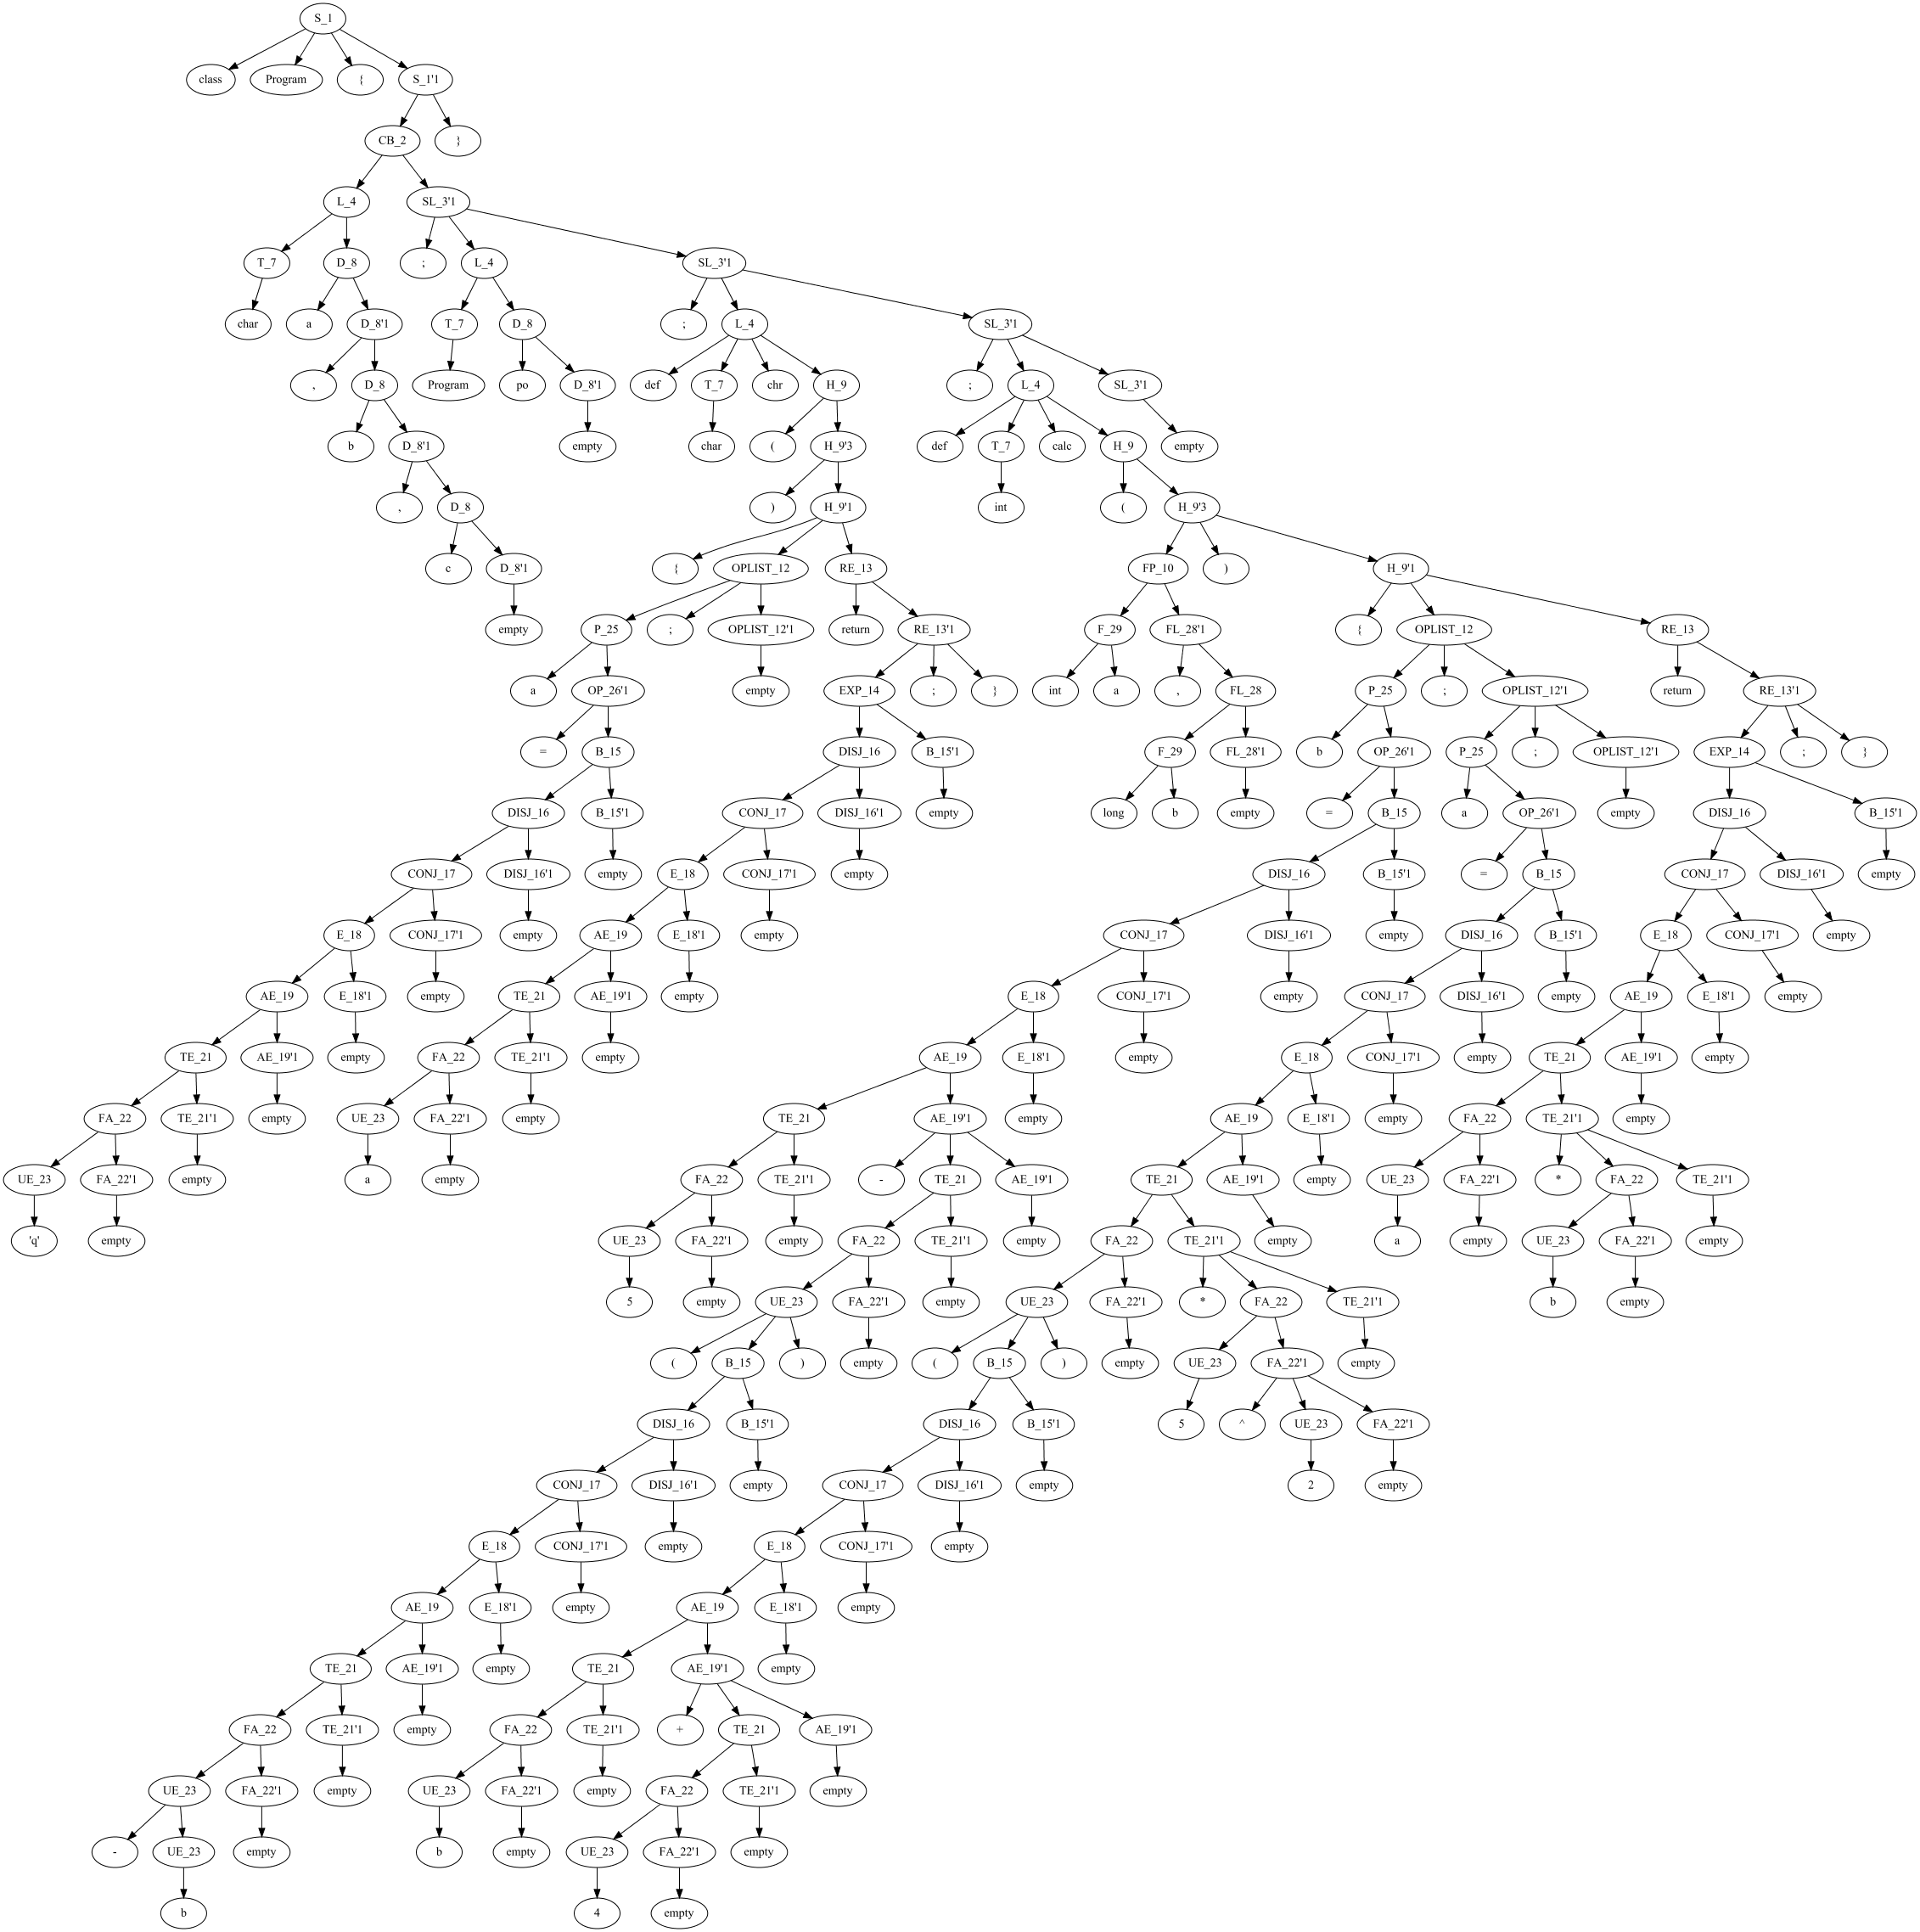 S_1
class Program { S_1'1
CB_2 }
L_4 SL_3'1
T_7 D_8 ; L_4 SL_3'1
char a D_8'1 T_7 D_8 ; L_4 SL_3'1
, D_8 Program po D_8'1 def T_7 chr H_9 ; L_4 SL_3'1
b D_8'1 empty char ( H_9'3 def T_7 calc H_9 empty
, D_8 ) H_9'1 int ( H_9'3
c D_8'1 { OPLIST_12 RE_13 FP_10 ) H_9'1
empty P_25 ; OPLIST_12'1 return RE_13'1 F_29 FL_28'1 { OPLIST_12 RE_13
a OP_26'1 empty EXP_14 ; } int a , FL_28 P_25 ; OPLIST_12'1 return RE_13'1
= B_15 DISJ_16 B_15'1 F_29 FL_28'1 b OP_26'1 P_25 ; OPLIST_12'1 EXP_14 ; }
DISJ_16 B_15'1 CONJ_17 DISJ_16'1 empty long b empty = B_15 a OP_26'1 empty DISJ_16 B_15'1
CONJ_17 DISJ_16'1 empty E_18 CONJ_17'1 empty DISJ_16 B_15'1 = B_15 CONJ_17 DISJ_16'1 empty
E_18 CONJ_17'1 empty AE_19 E_18'1 empty CONJ_17 DISJ_16'1 empty DISJ_16 B_15'1 E_18 CONJ_17'1 empty
AE_19 E_18'1 empty TE_21 AE_19'1 empty E_18 CONJ_17'1 empty CONJ_17 DISJ_16'1 empty AE_19 E_18'1 empty
TE_21 AE_19'1 empty FA_22 TE_21'1 empty AE_19 E_18'1 empty E_18 CONJ_17'1 empty TE_21 AE_19'1 empty
FA_22 TE_21'1 empty UE_23 FA_22'1 empty TE_21 AE_19'1 empty AE_19 E_18'1 empty FA_22 TE_21'1 empty
UE_23 FA_22'1 empty a empty FA_22 TE_21'1 - TE_21 AE_19'1 TE_21 AE_19'1 empty UE_23 FA_22'1 * FA_22 TE_21'1
'q' empty UE_23 FA_22'1 empty FA_22 TE_21'1 empty FA_22 TE_21'1 empty a empty UE_23 FA_22'1 empty
5 empty UE_23 FA_22'1 empty UE_23 FA_22'1 * FA_22 TE_21'1 b empty
( B_15 ) empty ( B_15 ) empty UE_23 FA_22'1 empty
DISJ_16 B_15'1 DISJ_16 B_15'1 5 ^ UE_23 FA_22'1
CONJ_17 DISJ_16'1 empty CONJ_17 DISJ_16'1 empty 2 empty
E_18 CONJ_17'1 empty E_18 CONJ_17'1 empty
AE_19 E_18'1 empty AE_19 E_18'1 empty
TE_21 AE_19'1 empty TE_21 AE_19'1 empty
FA_22 TE_21'1 empty FA_22 TE_21'1 + TE_21 AE_19'1
UE_23 FA_22'1 empty UE_23 FA_22'1 empty FA_22 TE_21'1 empty
- UE_23 empty b empty UE_23 FA_22'1 empty
b 4 empty